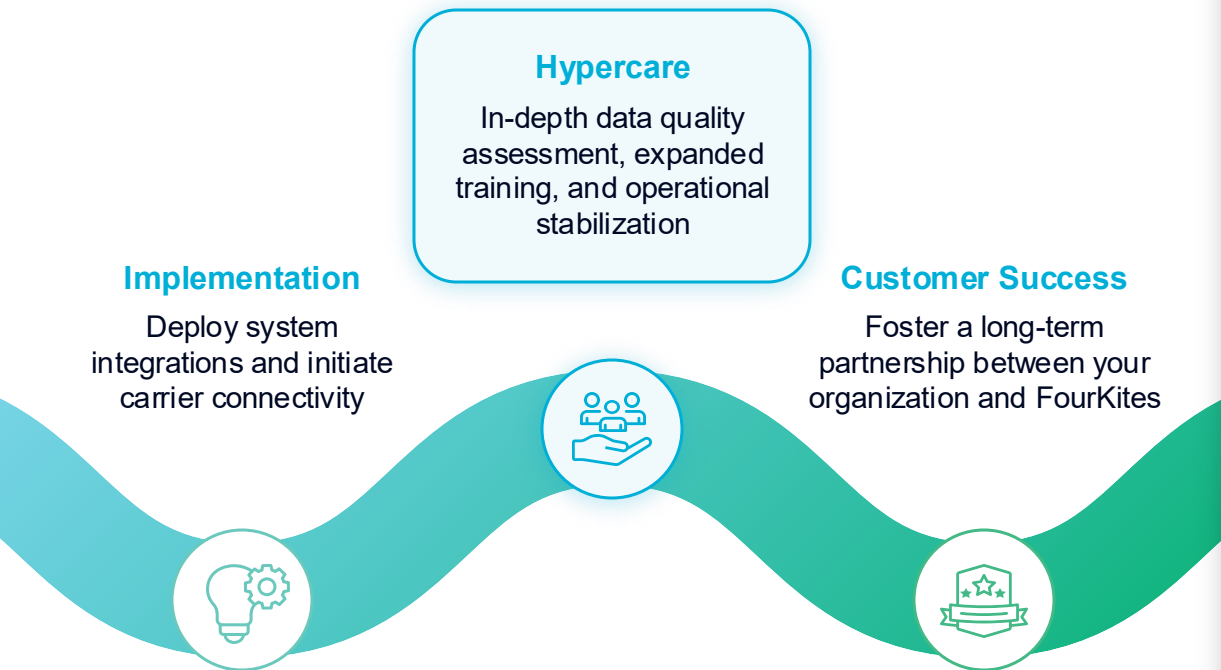 Hypercare
In-depth data quality
assessment, expanded
training, and operational
stabilization
Implementation
Deploy system
integrations and initiate
carrier connectivity
Customer Success
Foster a long-term
partnership between your
organization and FourKites